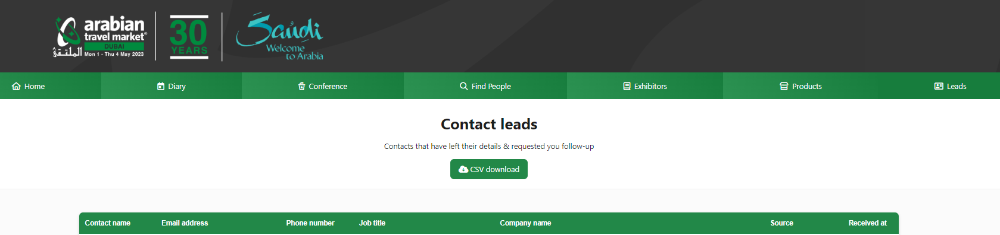 arabian
travel market®
DUBAI
الملتقى
Mon 1 - Thu 4 May 2023
30
YEARS
Saudi
Welcome
to Arabia
Home
Diary
Conference
Find People
Exhibitors
Products
Leads
Contact leads
Contacts that have left their details & requested you follow-up
CSV download
Contact name Email address Phone number Job title Company name Source Received at